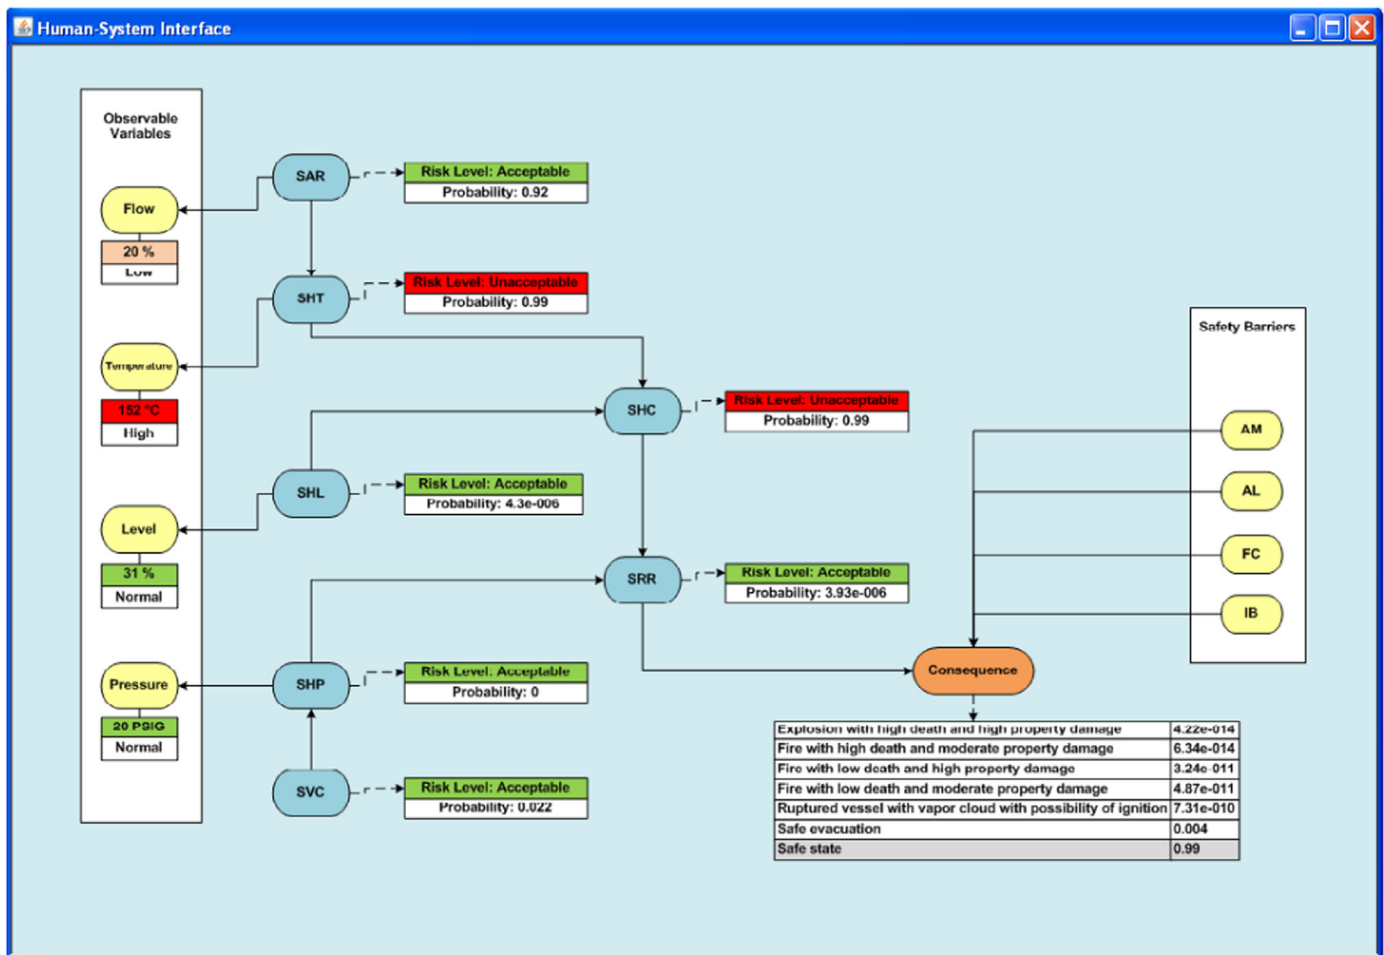 Human-System Interface
Observable
Variables
Flow
20 %
Low
Temperature
152 °C
High
Level
31 %
Normal
Pressure
20 PSIG
Normal
SAR
Risk Level: Acceptable
Probability: 0.92
SHT
Risk Level: Unacceptable
Probability: 0.99
SHC
Risk Level: Unacceptable
Probability: 0.99
SHL
Risk Level: Acceptable
Probability: 4.3e-006
SRR
Risk Level: Acceptable
Probability: 3.93e-006
SHP
Risk Level: Acceptable
Probability: 0
SVC
Risk Level: Acceptable
Probability: 0.022
Safety Barriers
AM
AL
FC
IB
Consequence
Explosion with high death and high property damage 4.22e-014
Fire with high death and moderate property damage 6.34e-014
Fire with low death and high property damage 3.24e-011
Fire with low death and moderate property damage 4.87e-011
Ruptured vessel with vapor cloud with possibility of ignition 7.31e-010
Safe evacuation 0.004
Safe state 0.99